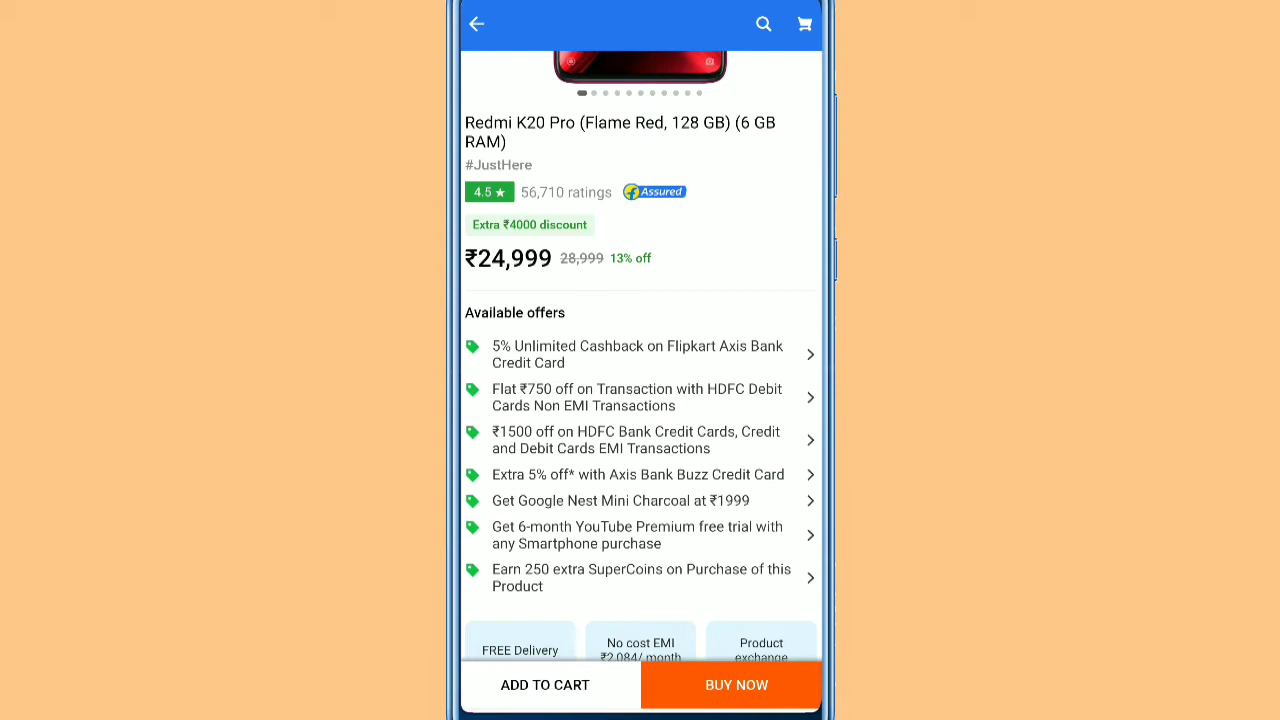 Redmi K20 Pro (Flame Red, 128 GB) (6 GB
RAM)
#JustHere
4.5 ★ 56,710 ratings Assured
Extra ₹4000 discount
₹24,999 28,999 13% off
Available offers
5% Unlimited Cashback on Flipkart Axis Bank
Credit Card
Flat ₹750 off on Transaction with HDFC Debit
Cards Non EMI Transactions
₹1500 off on HDFC Bank Credit Cards, Credit
and Debit Cards EMI Transactions
Extra 5% off* with Axis Bank Buzz Credit Card
Get Google Nest Mini Charcoal at ₹1999
Get 6-month YouTube Premium free trial with
any Smartphone purchase
Earn 250 extra SuperCoins on Purchase of this
Product
FREE Delivery
No cost EMI
₹2,084/ month
Product
exchange
ADD TO CART
BUY NOW